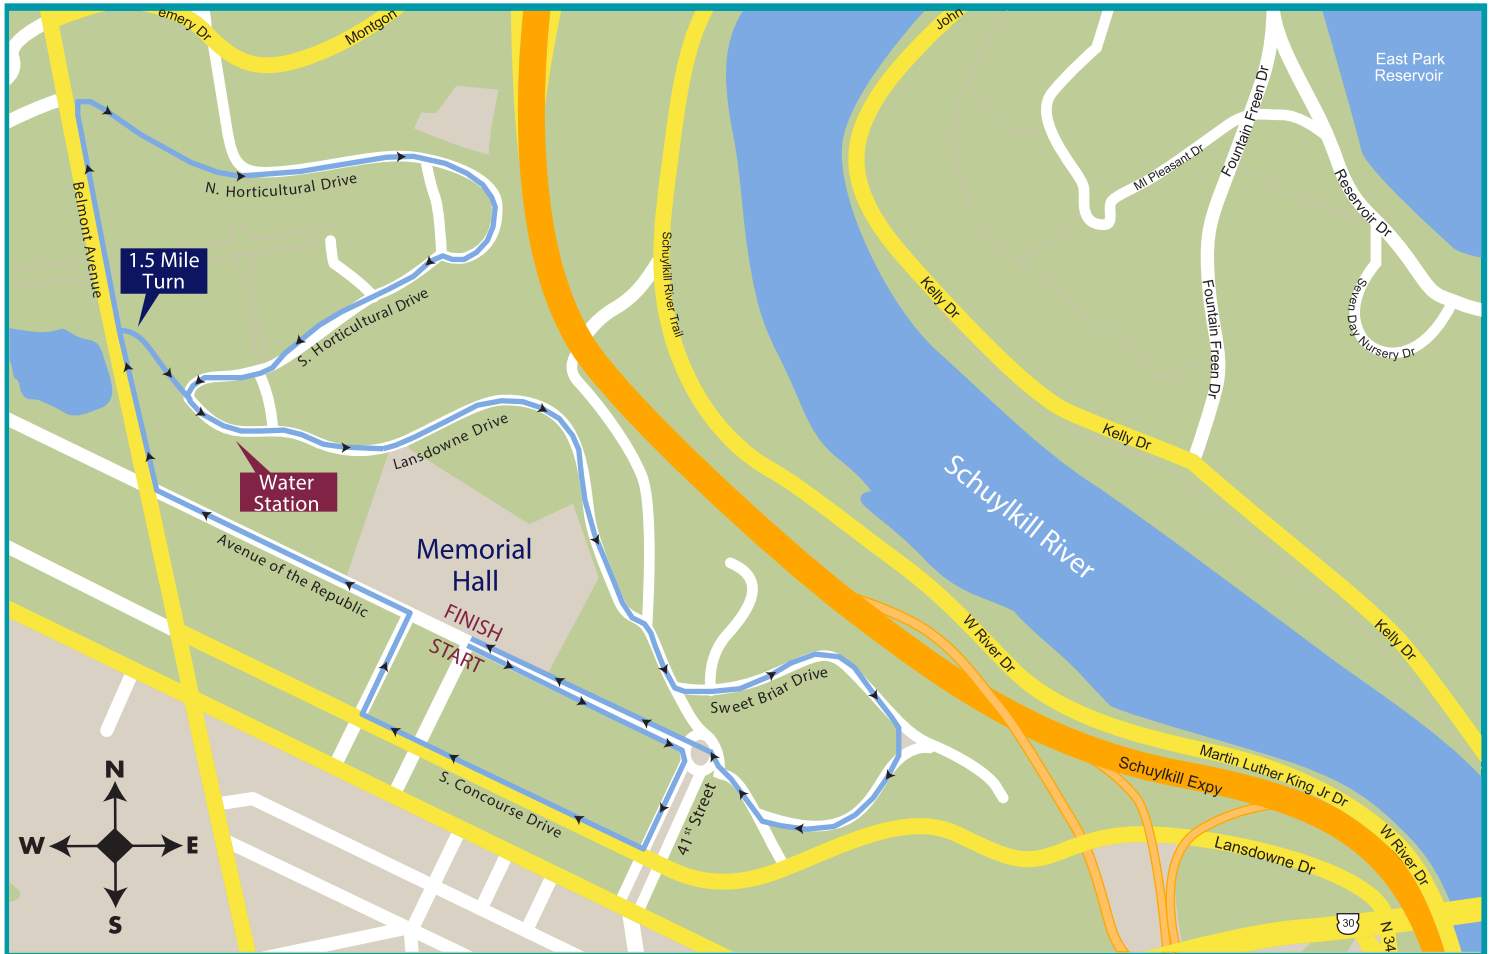 emery Dr
Montgon
John
East Park
Reservoir
Fountain Freen Dr
Ml Pleasant Dr
Reservoir Dr
N. Horticultural Drive
Belmont Avenue
1.5 Mile
Turn
Schuylkill River Trail
Kelly Dr
Fountain Freen Dr
Seven Day Nursery Dr
S. Horticultural Drive
Lansdowne Drive
Kelly Dr
Water
Station
Schuylkill River
Avenue of the Republic
Memorial
Hall
FINISH
START
W River Dr
Kelly Dr
Sweet Briar Drive
Martin Luther King Jr Dr
Schuylkill Expy
S. Concourse Drive
41st Street
W River Dr
Lansdowne Dr
30
N 34
N
W
E
S